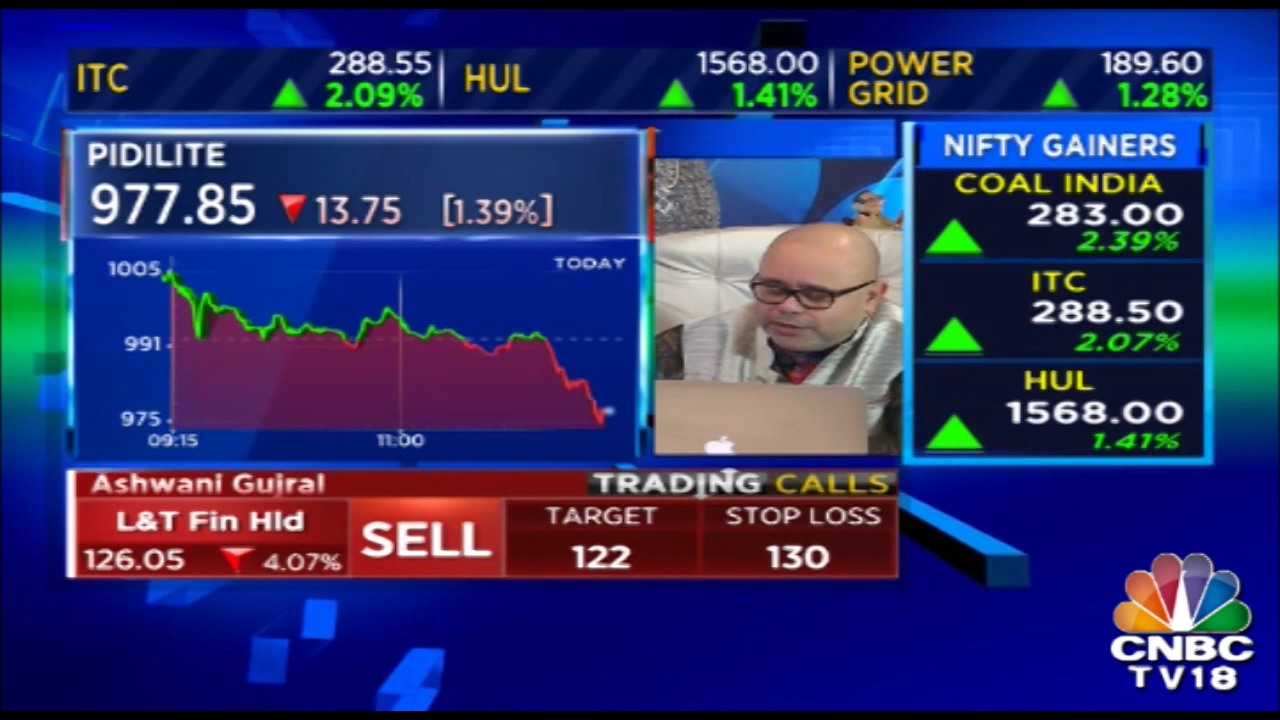 ITC
288.55
2.09%
HUL
1568.00
1.41%
POWER
GRID
189.60
1.28%
PIDILITE
977.85 13.75 [1.39%]
TODAY
1005
991
975
09:15 11:00
NIFTY GAINERS
COAL INDIA
283.00
2.39%
ITC
288.50
2.07%
HUL
1568.00
1.41%
Ashwani Gujral
TRADING CALLS
L&T Fin Hld
126.05 4.07%
SELL
TARGET
122
STOP LOSS
130
CNBC
TV18